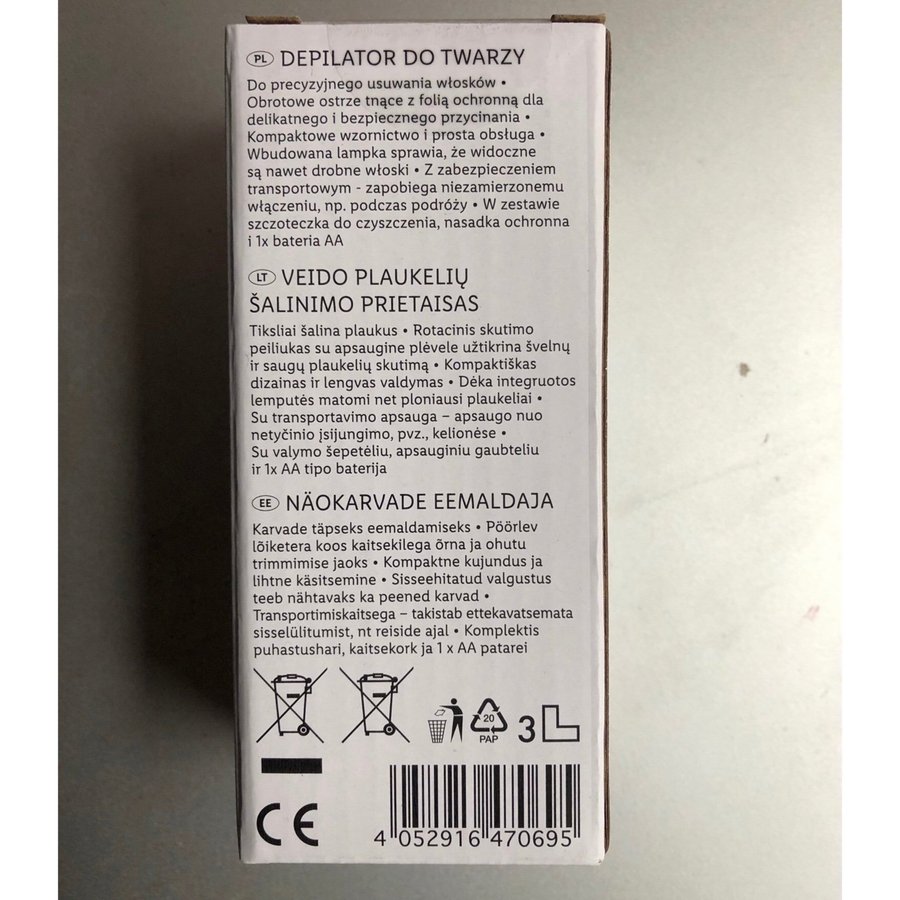 PL DEPILATOR DO TWARZY
Do precyzyjnego usuwania włosków •
Obrotowe ostrze tnące z folią ochronną dla
delikatnego i bezpiecznego przycinania •
Kompaktowe wzornictwo i prosta obsługa •
Wbudowana lampka sprawia, że widoczne
są nawet drobne włoski • Z zabezpieczeniem
transportowym - zapobiega niezamierzonemu
włączeniu, np. podczas podróży • W zestawie
szczoteczka do czyszczenia, nasadka ochronna
i 1x bateria AA
LT VEIDO PLAUKELIŲ
ŠALINIMO PRIETAISAS
Tiksliai šalina plaukus • Rotacinis skutimo
peiliukas su apsaugine plėvele užtikrina švelnų
ir saugų plaukelių skutimą • Kompaktiškas
dizainas ir lengvas valdymas • Dėka integruotos
lemputės matomi net ploniausi plaukeliai •
Su transportavimo apsauga – apsaugo nuo
netyčinio įsijungimo, pvz., kelionėse •
Su valymo šepetėliu, apsauginiu gaubteliu
ir 1x AA tipo baterija
EE NÄOKARVADE EEMALDAJA
Karvade täpseks eemaldamiseks • Pöörlev
lõiketera koos kaitsekilega õrna ja ohutu
trimmimise jaoks • Kompaktne kujundus ja
lihtne käsitsemine • Sisseehitatud valgustus
teeb nähtavaks ka peened karvad •
Transportimiskaitsega – takistab ettekavatsemata
sisselülitumist, nt reiside ajal • Komplektis
puhastushari, kaitsekork ja 1 x AA patarei
20
PAP
3
CE
4 052916 470695